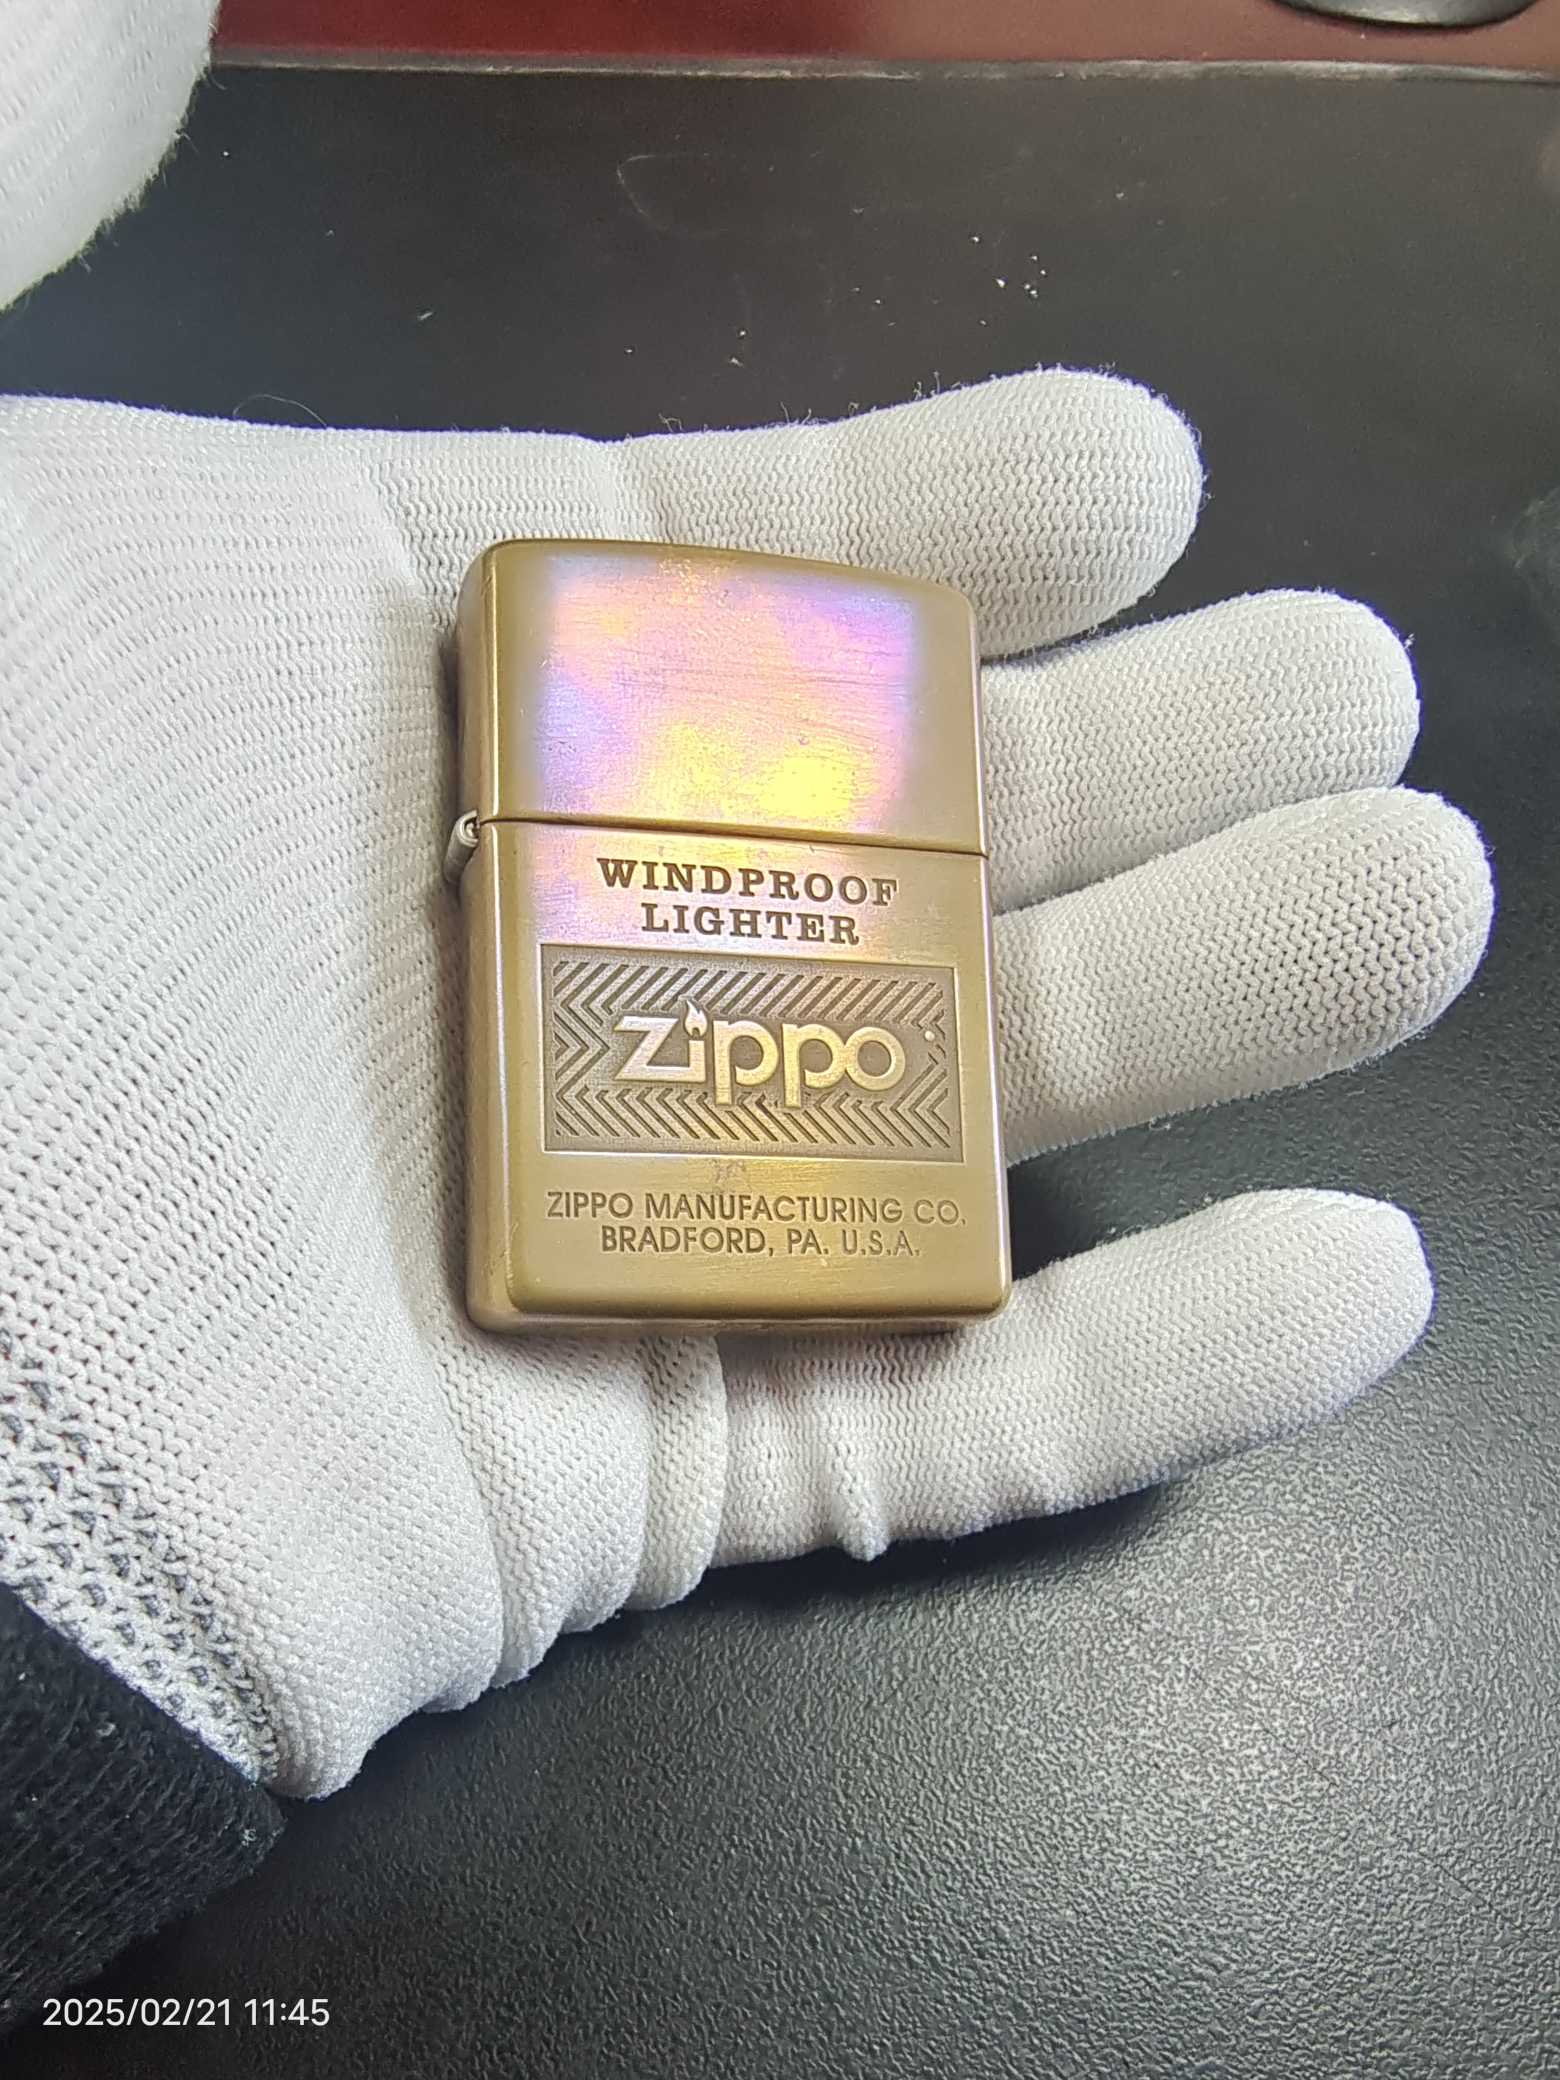 WINDPROOF
LIGHTER
zippo
ZIPPO MANUFACTURING CO.
BRADFORD, PA. U.S.A.
2025/02/21 11:45